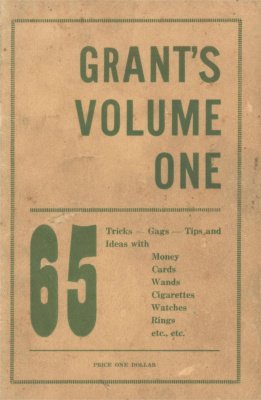 GRANT'S
VOLUME
ONE
65
Tricks — Gags — Tips and
Ideas with
Money
Cards
Wands
Cigarettes
Watches
Rings
etc., etc.
PRICE ONE DOLLAR